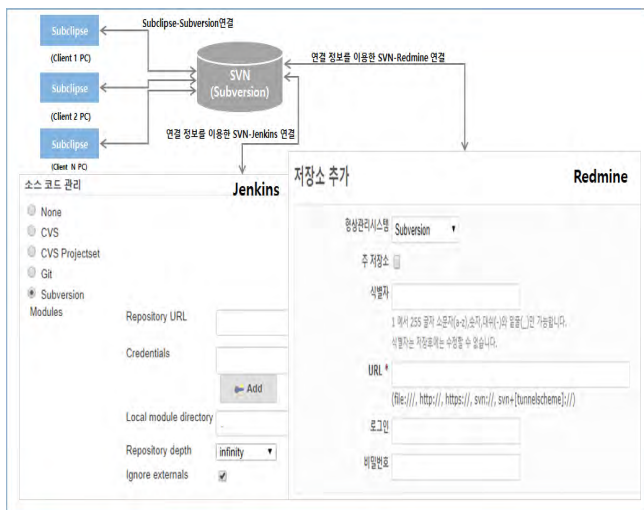 Subclipse
(Client 1 PC)
Subclipse-Subversion연결
Subclipse
(Client 2 PC)
Subclipse
(Client N PC)
SVN
(Subversion)
연결 정보를 이용한 SVN-Redmine 연결
연결 정보를 이용한 SVN-Jenkins 연결
소스 코드 관리
Jenkins
None
CVS
CVS Projectset
Git
Subversion
Modules
Repository URL
Credentials
Add
Local module directory
.
Repository depth
infinity
Ignore externals
저장소 추가
Redmine
형상관리시스템
Subversion
주 저장소
식별자
1 에서 255 글자 소문자(a-z),숫자,대쉬(-)와 밑줄(_)만 가능합니다.
식별자는 저장후에는 수정할 수 없습니다.
URL *
(file:///, http://, https://, svn://, svn+[tunnelscheme]://)
로그인
비밀번호